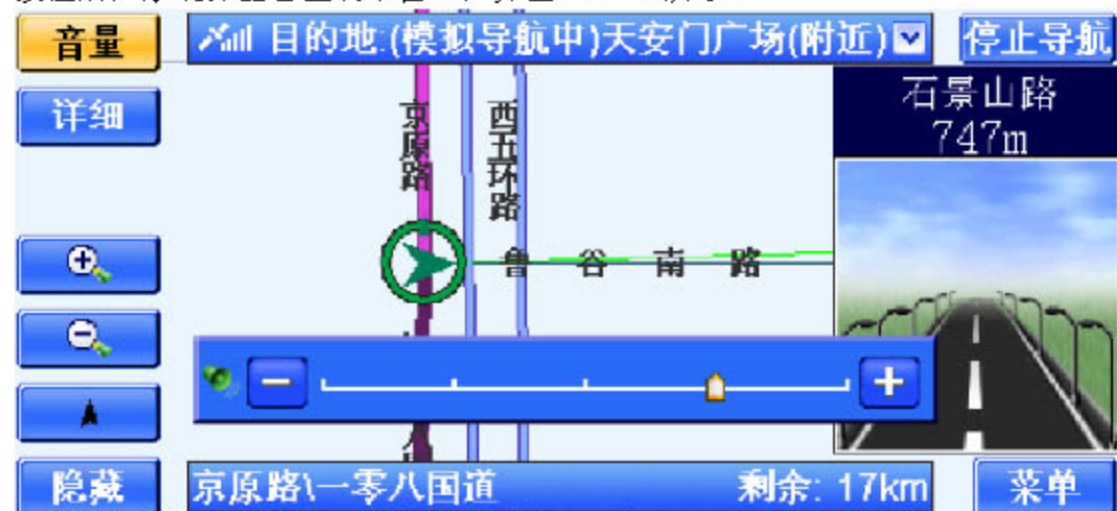 音量
目的地:(模拟导航中)天安门广场(附近)
停止导航
详细
石景山路
747m
京原路
西五环路
鲁谷南路
隐藏
京原路\一零八国道
剩余: 17km
菜单